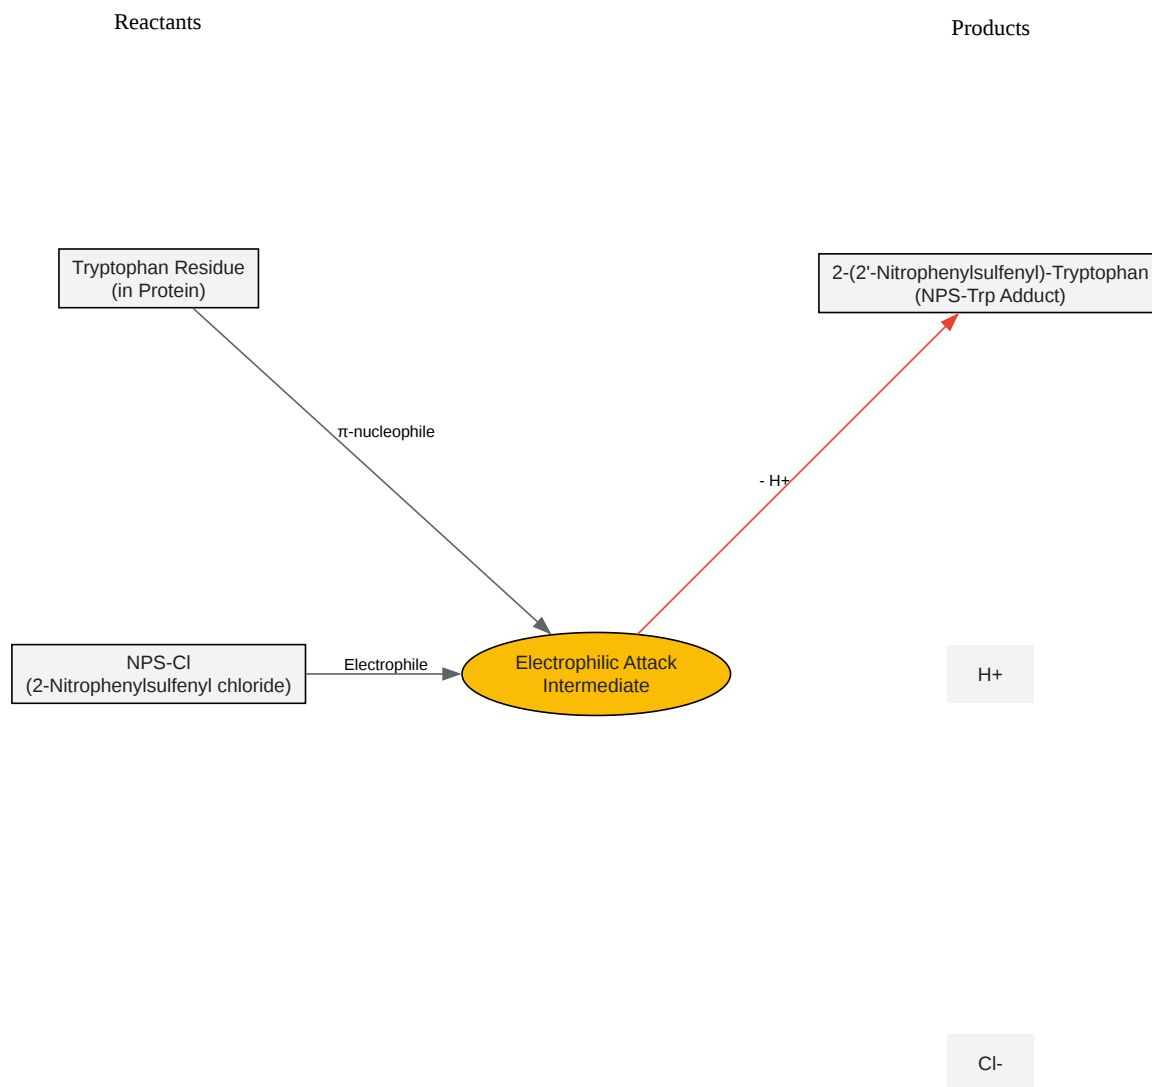 Reactants
Products
Tryptophan Residue
(in Protein)
2-(2'-Nitrophenylsulfenyl)-Tryptophan
(NPS-Trp Adduct)
π-nucleophile
- H+
NPS-Cl
(2-Nitrophenylsulfenyl chloride)
Electrophile
Electrophilic Attack
Intermediate
H+
Cl-